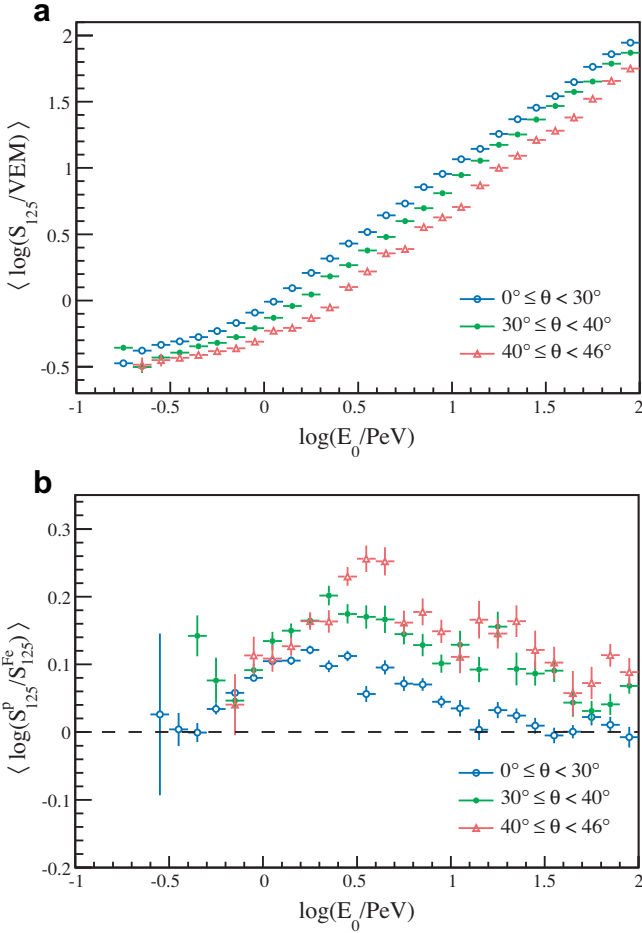 a
2
1.5
1
0.5
0
-0.5
⟨ log(S125/VEM) ⟩
0° ≤ θ < 30°
30° ≤ θ < 40°
40° ≤ θ < 46°
-1 -0.5 0 0.5 1 1.5 2
log(E0/PeV)
b
0.3
0.2
0.1
0
-0.1
-0.2
⟨ log(S^p_125/S^Fe_125) ⟩
0° ≤ θ < 30°
30° ≤ θ < 40°
40° ≤ θ < 46°
-1 -0.5 0 0.5 1 1.5 2
log(E0/PeV)